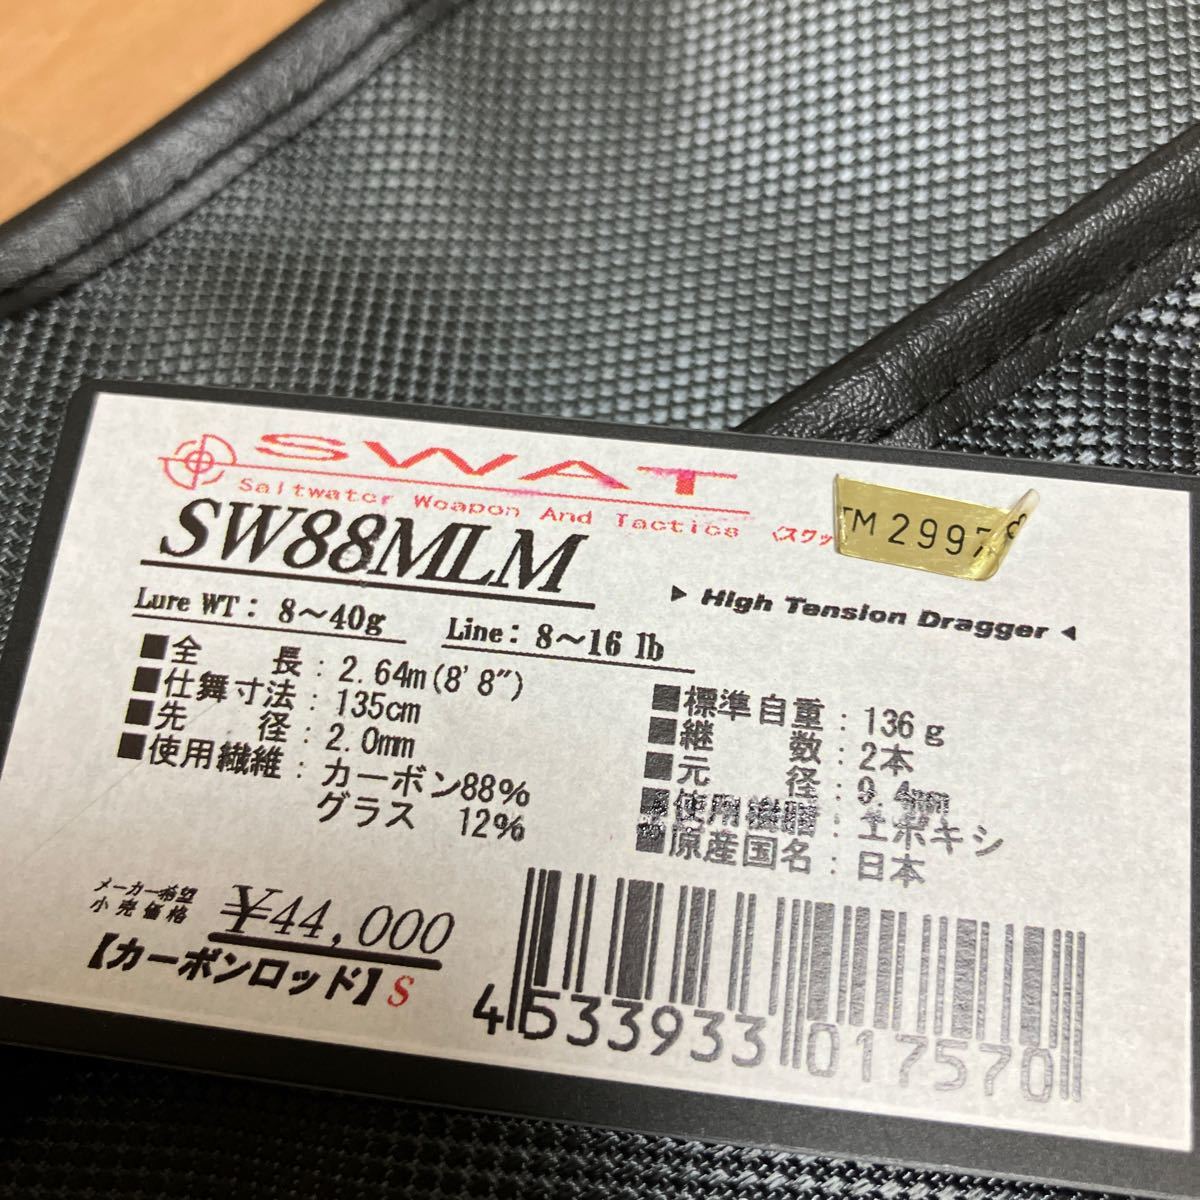 SWAT
Saltwater Weapon And Tactics 〈スワッ
TM2997
SW88MLM
▶ High Tension Dragger ◀
Lure WT: 8～40g Line: 8～16 lb
■全長: 2.64m(8'8")
■仕舞寸法: 135cm
■先径: 2.0mm
■使用繊維: カーボン88%
グラス 12%
■標準自重: 136g
■継数: 2本
■元径: 9.4mm
■使用樹脂: エポキシ
■原産国名: 日本
メーカー希望
小売価格 ¥44,000
【カーボンロッド】S
4533933017570